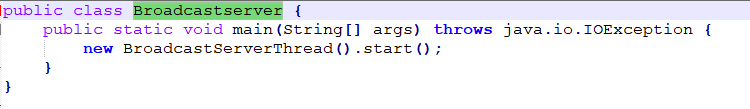 public class Broadcastserver {
    public static void main(String[] args) throws java.io.IOException {
        new BroadcastServerThread().start();
    }
}